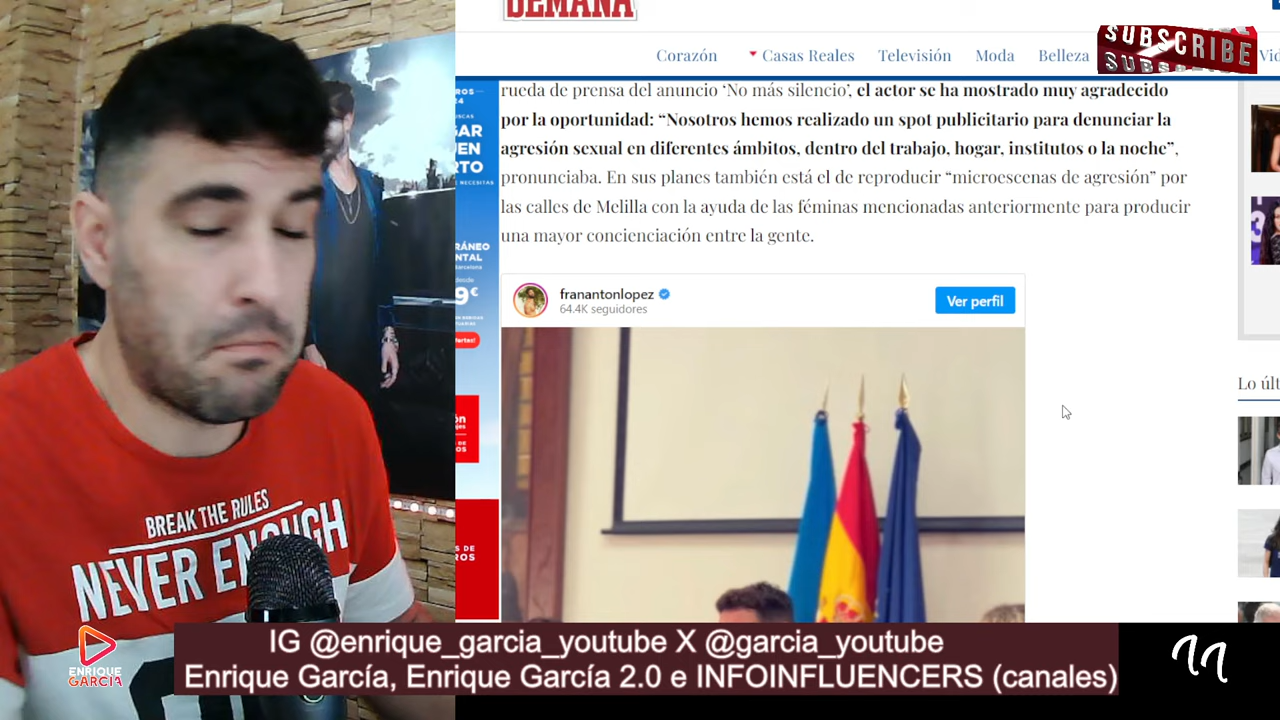 SEMANA
Corazón
Casas Reales
Televisión
Moda
Belleza
SUBSCRIBE
rueda de prensa del anuncio ‘No más silencio’, el actor se ha mostrado muy agradecido
por la oportunidad: “Nosotros hemos realizado un spot publicitario para denunciar la
agresión sexual en diferentes ámbitos, dentro del trabajo, hogar, institutos o la noche”,
pronunciaba. En sus planes también está el de reproducir “microescenas de agresión” por
las calles de Melilla con la ayuda de las féminas mencionadas anteriormente para producir
una mayor concienciación entre la gente.
franantonlopez
64.4K seguidores
Ver perfil
Lo últ
BREAK THE RULES
NEVER ENOUGH
ENRIQUE
GARCÍA
IG @enrique_garcia_youtube X @garcia_youtube
Enrique García, Enrique García 2.0 e INFONFLUENCERS (canales)